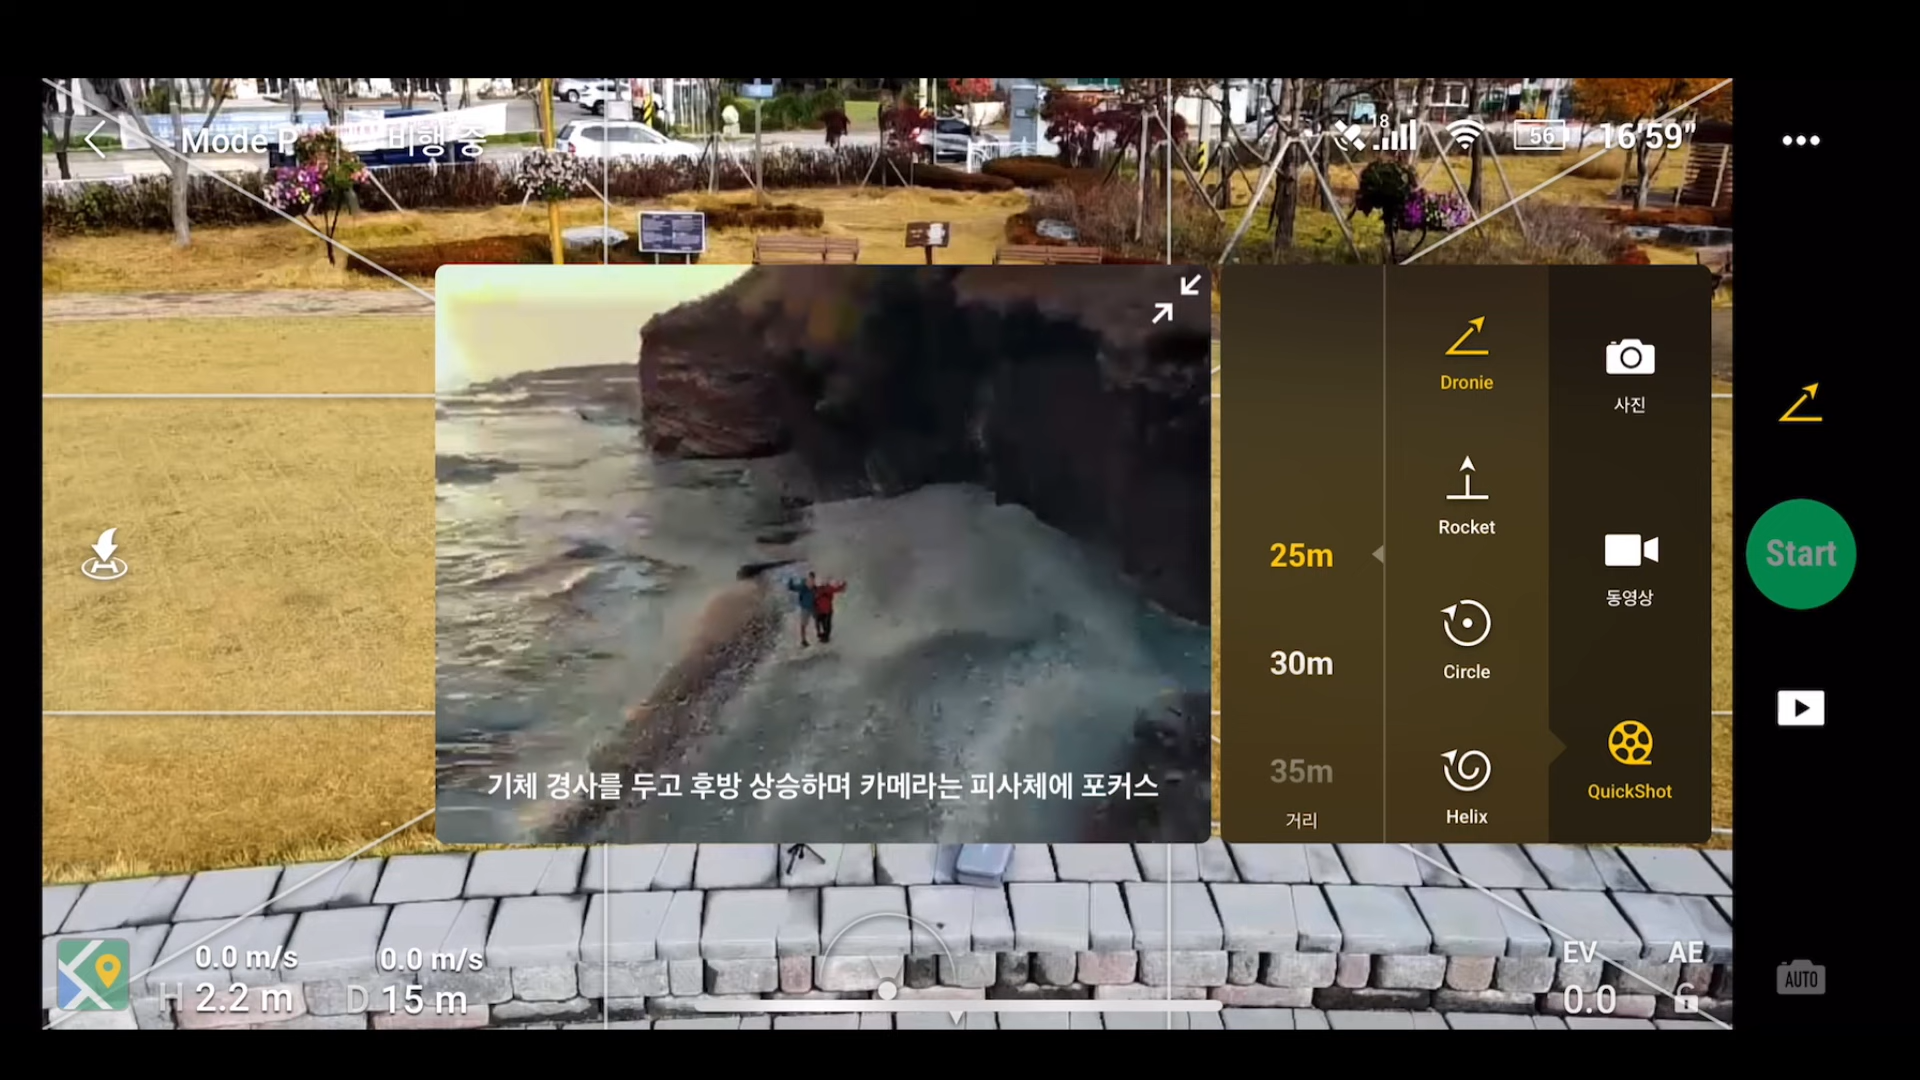 Mode P
비행 중
18
56
16'59"
Dronie
사진
Rocket
25m
Start
동영상
30m
Circle
35m
QuickShot
거리
Helix
기체 경사를 두고 후방 상승하며 카메라는 피사체에 포커스
0.0 m/s
0.0 m/s
H 2.2 m
D 15 m
EV
AE
0.0
AUTO